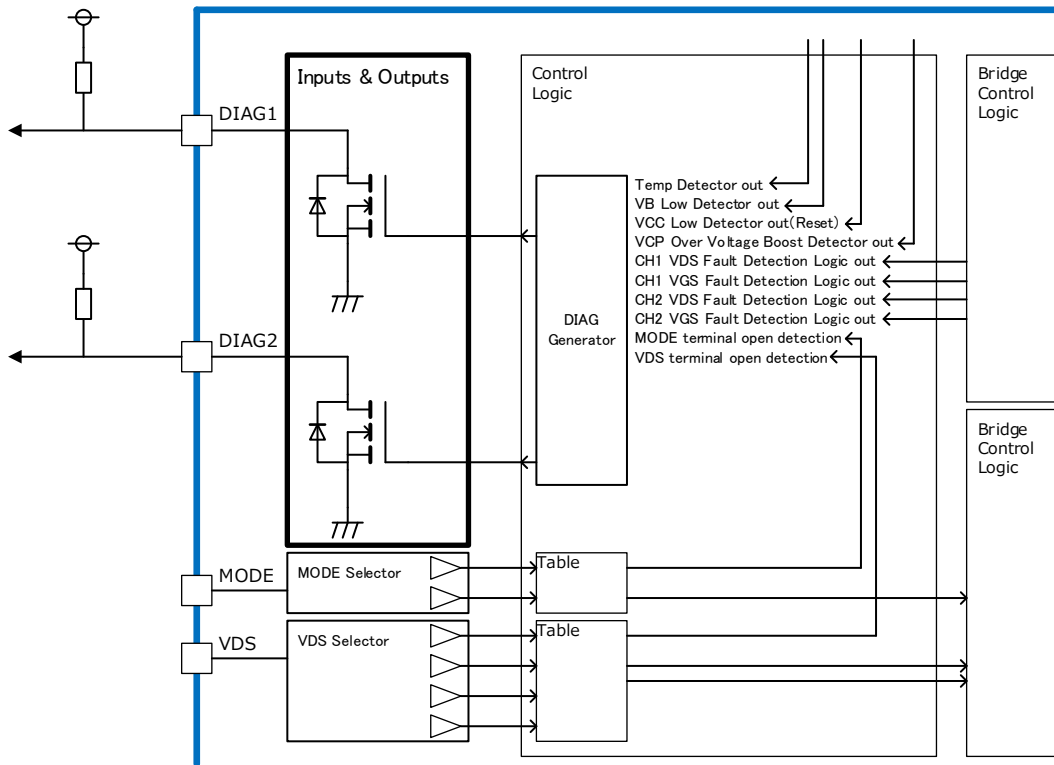 Inputs & Outputs
Control
Logic
Bridge
Control
Logic
DIAG1
Temp Detector out
VB Low Detector out
VCC Low Detector out(Reset)
VCP Over Voltage Boost Detector out
CH1 VDS Fault Detection Logic out
CH1 VGS Fault Detection Logic out
CH2 VDS Fault Detection Logic out
CH2 VGS Fault Detection Logic out
MODE terminal open detection
VDS terminal open detection
DIAG
Generator
DIAG2
Bridge
Control
Logic
MODE
MODE Selector
Table
VDS
VDS Selector
Table